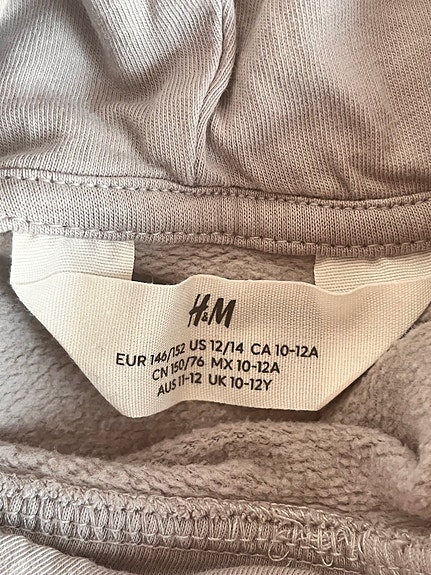 H&M
EUR 146/152 US 12/14 CA 10-12A
CN 150/76 MX 10-12A
AUS 11-12 UK 10-12Y